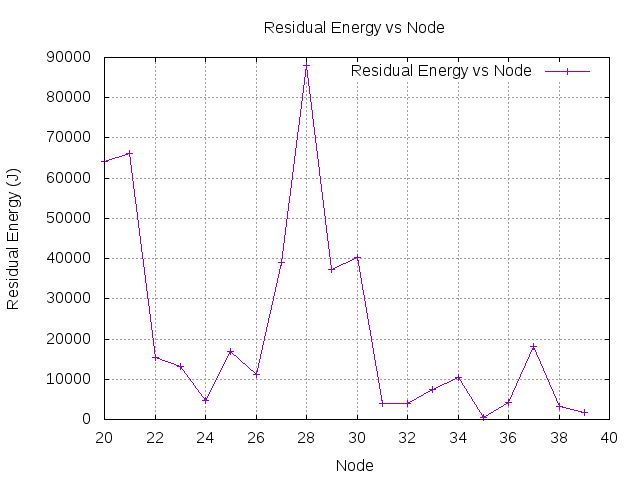 Residual Energy vs Node
Residual Energy vs Node
90000
80000
70000
60000
50000
40000
30000
20000
10000
0
Residual Energy (J)
20 22 24 26 28 30 32 34 36 38 40
Node